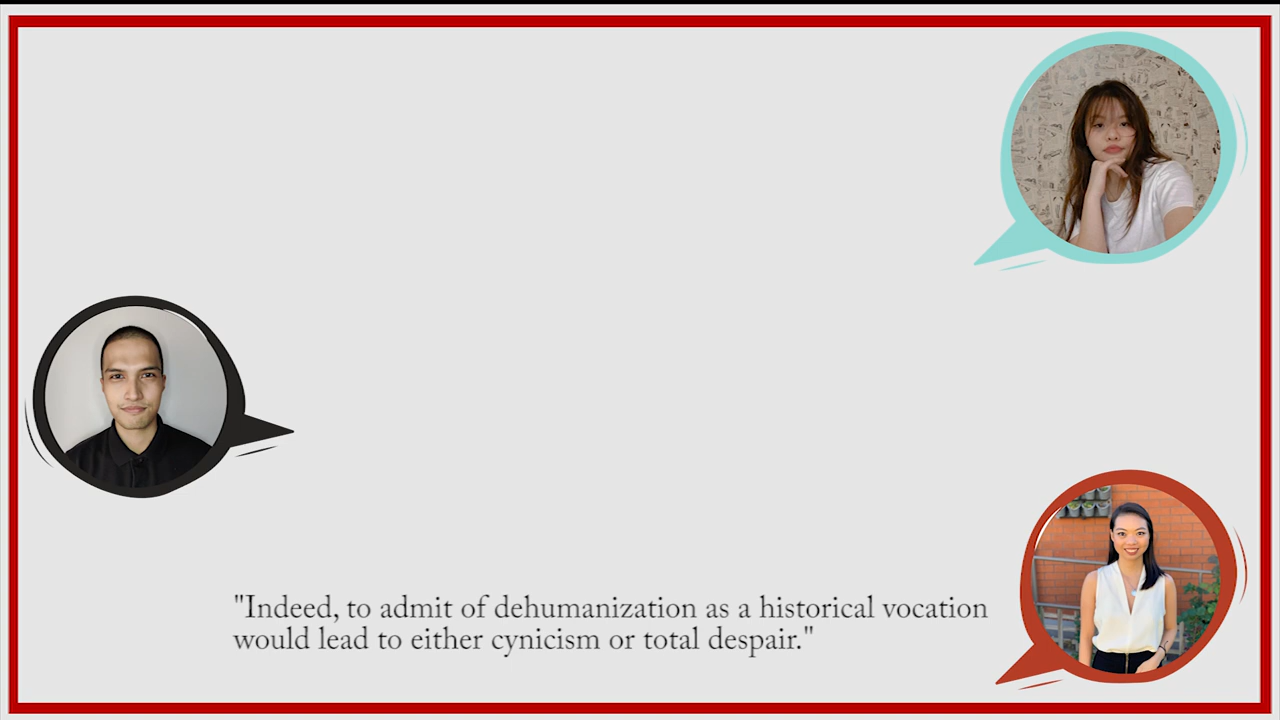 "Indeed, to admit of dehumanization as a historical vocation
would lead to either cynicism or total despair."